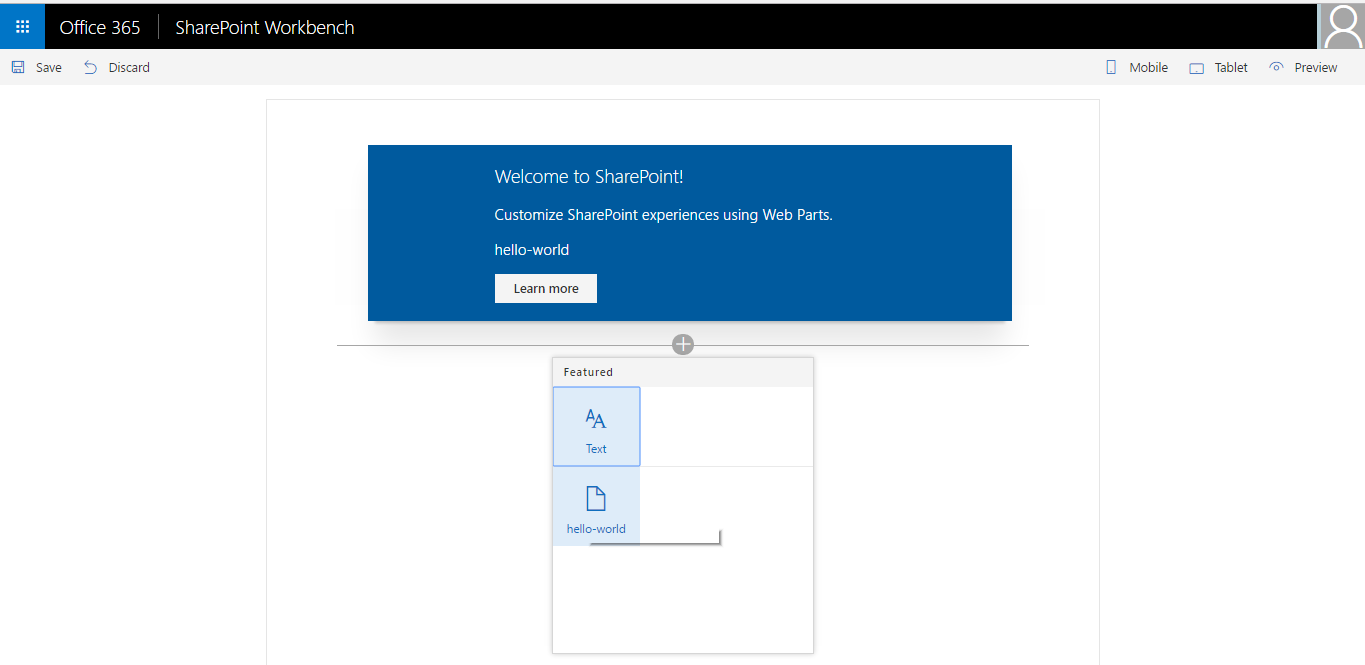 Office 365 SharePoint Workbench
Save Discard Mobile Tablet Preview
Welcome to SharePoint!
Customize SharePoint experiences using Web Parts.
hello-world
Learn more
Featured
Text
hello-world